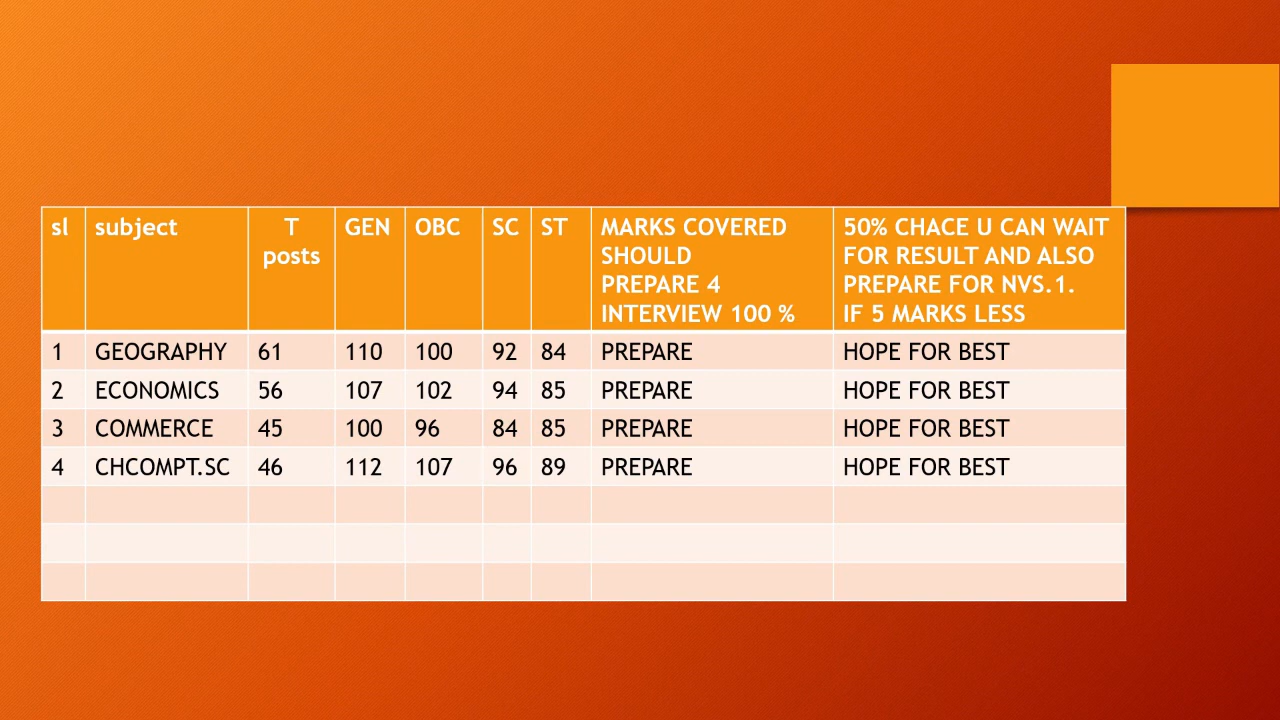 sl subject T posts GEN OBC SC ST MARKS COVERED SHOULD PREPARE 4 INTERVIEW 100 % 50% CHACE U CAN WAIT FOR RESULT AND ALSO PREPARE FOR NVS.1. IF 5 MARKS LESS
1 GEOGRAPHY 61 110 100 92 84 PREPARE HOPE FOR BEST
2 ECONOMICS 56 107 102 94 85 PREPARE HOPE FOR BEST
3 COMMERCE 45 100 96 84 85 PREPARE HOPE FOR BEST
4 CHCOMPT.SC 46 112 107 96 89 PREPARE HOPE FOR BEST